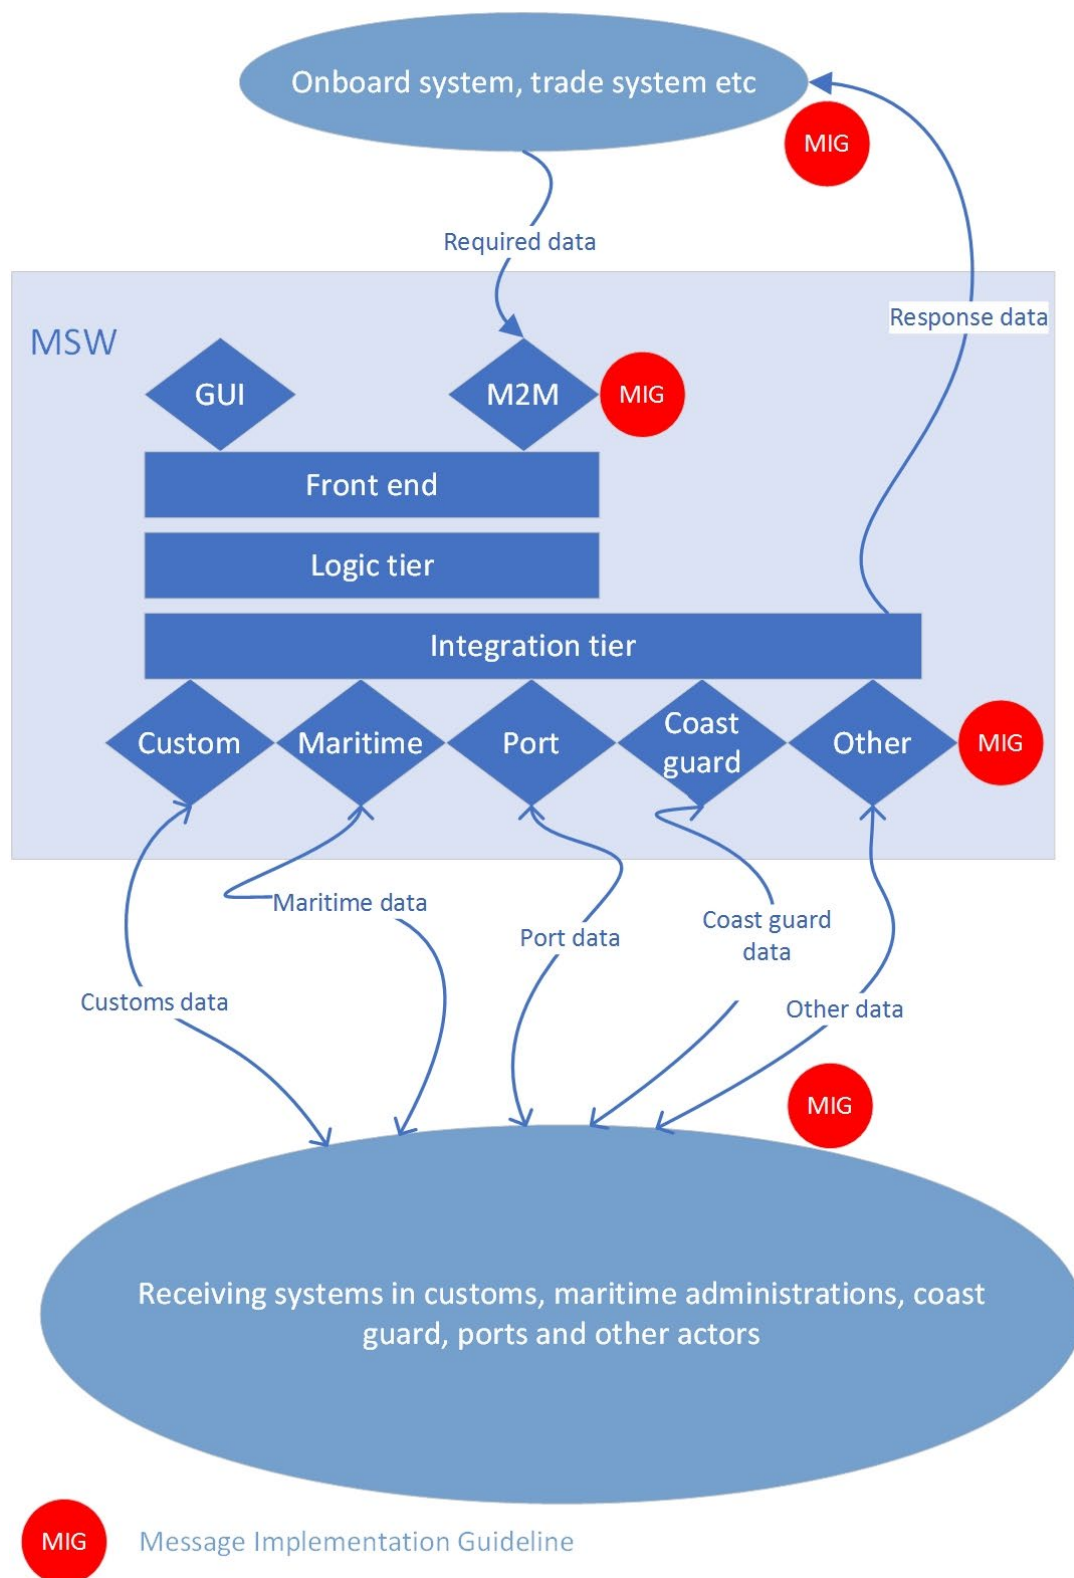 Onboard system, trade system etc
MIG
Required data
Response data
MSW
GUI
M2M
MIG
Front end
Logic tier
Integration tier
Custom
Maritime
Port
Coast
guard
Other
MIG
Maritime data
Port data
Coast guard
data
Customs data
Other data
MIG
Receiving systems in customs, maritime administrations, coast
guard, ports and other actors
MIG
Message Implementation Guideline